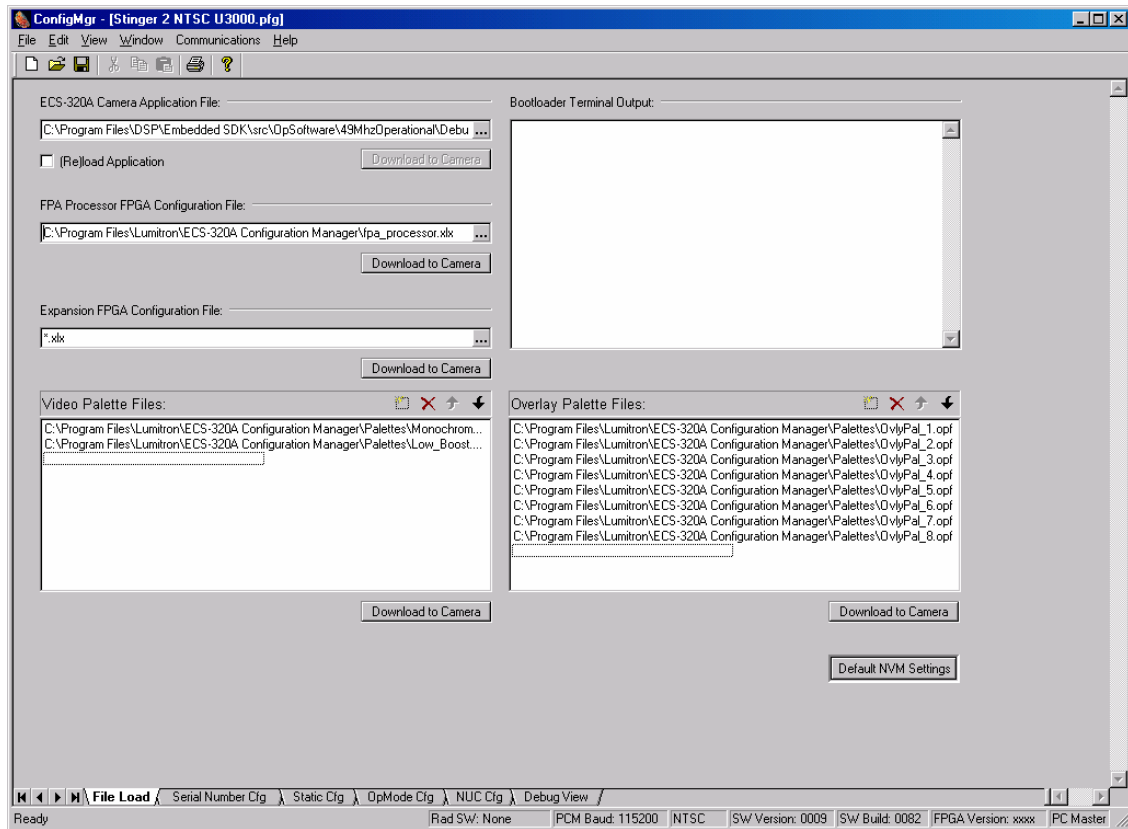 ConfigMgr - [Stinger 2 NTSC U3000.pfg]
File Edit View Window Communications Help
ECS-320A Camera Application File:
C:\Program Files\DSP\Embedded SDK\src\OpSoftware\49MhzOperational\Debu ...
(Re)load Application
Download to Camera
FPA Processor FPGA Configuration File:
C:\Program Files\Lumitron\ECS-320A Configuration Manager\fpa_processor.xlx ...
Download to Camera
Expansion FPGA Configuration File:
*.xlx ...
Download to Camera
Video Palette Files:
C:\Program Files\Lumitron\ECS-320A Configuration Manager\Palettes\Monochrom...
C:\Program Files\Lumitron\ECS-320A Configuration Manager\Palettes\Low_Boost....
Download to Camera
Bootloader Terminal Output:
Overlay Palette Files:
C:\Program Files\Lumitron\ECS-320A Configuration Manager\Palettes\OvlyPal_1.opf
C:\Program Files\Lumitron\ECS-320A Configuration Manager\Palettes\OvlyPal_2.opf
C:\Program Files\Lumitron\ECS-320A Configuration Manager\Palettes\OvlyPal_3.opf
C:\Program Files\Lumitron\ECS-320A Configuration Manager\Palettes\OvlyPal_4.opf
C:\Program Files\Lumitron\ECS-320A Configuration Manager\Palettes\OvlyPal_5.opf
C:\Program Files\Lumitron\ECS-320A Configuration Manager\Palettes\OvlyPal_6.opf
C:\Program Files\Lumitron\ECS-320A Configuration Manager\Palettes\OvlyPal_7.opf
C:\Program Files\Lumitron\ECS-320A Configuration Manager\Palettes\OvlyPal_8.opf
Download to Camera
Default NVM Settings
File Load Serial Number Cfg Static Cfg OpMode Cfg NUC Cfg Debug View
Ready Rad SW: None PCM Baud: 115200 NTSC SW Version: 0009 SW Build: 0082 FPGA Version: xxxx PC Master